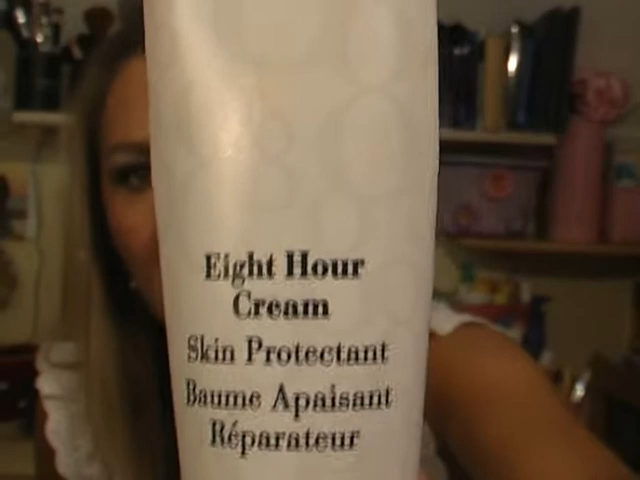 Eight Hour
Cream
Skin Protectant
Baume Apaisant
Réparateur